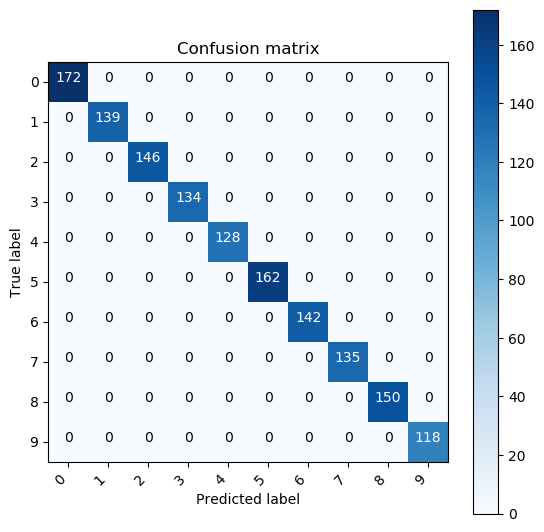 Confusion matrix
0 172 0 0 0 0 0 0 0 0 0
1 0 139 0 0 0 0 0 0 0 0
2 0 0 146 0 0 0 0 0 0 0
3 0 0 0 134 0 0 0 0 0 0
4 0 0 0 0 128 0 0 0 0 0
5 0 0 0 0 0 162 0 0 0 0
6 0 0 0 0 0 0 142 0 0 0
7 0 0 0 0 0 0 0 135 0 0
8 0 0 0 0 0 0 0 0 150 0
9 0 0 0 0 0 0 0 0 0 118
True label
0 1 2 3 4 5 6 7 8 9
Predicted label
160
140
120
100
80
60
40
20
0